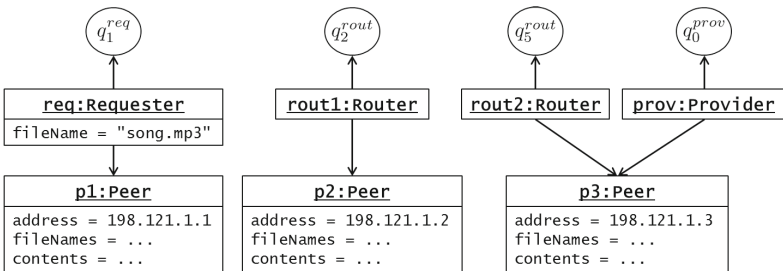 q_1^{req}
q_2^{rout}
q_5^{rout}
q_0^{prov}
req:Requester
fileName = "song.mp3"
rout1:Router
rout2:Router
prov:Provider
p1:Peer
address = 198.121.1.1
fileNames = ...
contents = ...
p2:Peer
address = 198.121.1.2
fileNames = ...
contents = ...
p3:Peer
address = 198.121.1.3
fileNames = ...
contents = ...